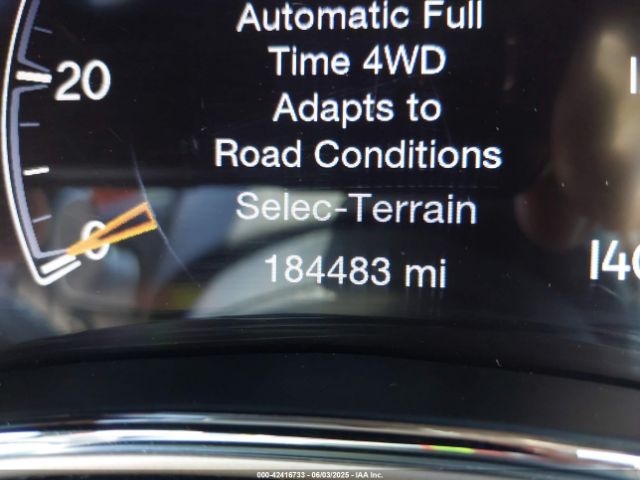 Automatic Full
Time 4WD
Adapts to
Road Conditions
Selec-Terrain
184483 mi
20
0
000-42416733 - 06/03/2025 - IAA Inc.